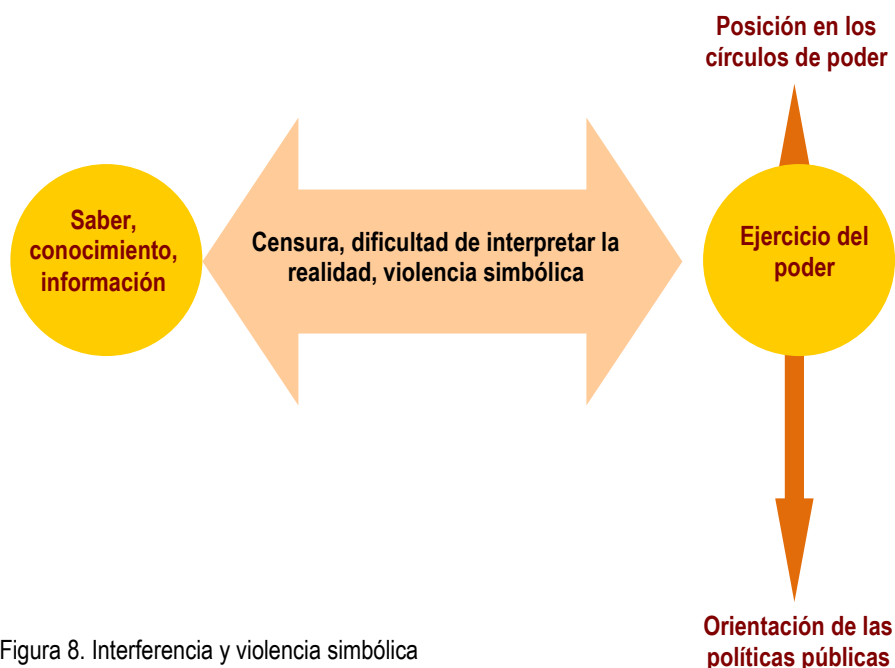 Posición en los
círculos de poder
Saber,
conocimiento,
información
Censura, dificultad de interpretar la
realidad, violencia simbólica
Ejercicio del
poder
Orientación de las
políticas públicas
Figura 8. Interferencia y violencia simbólica